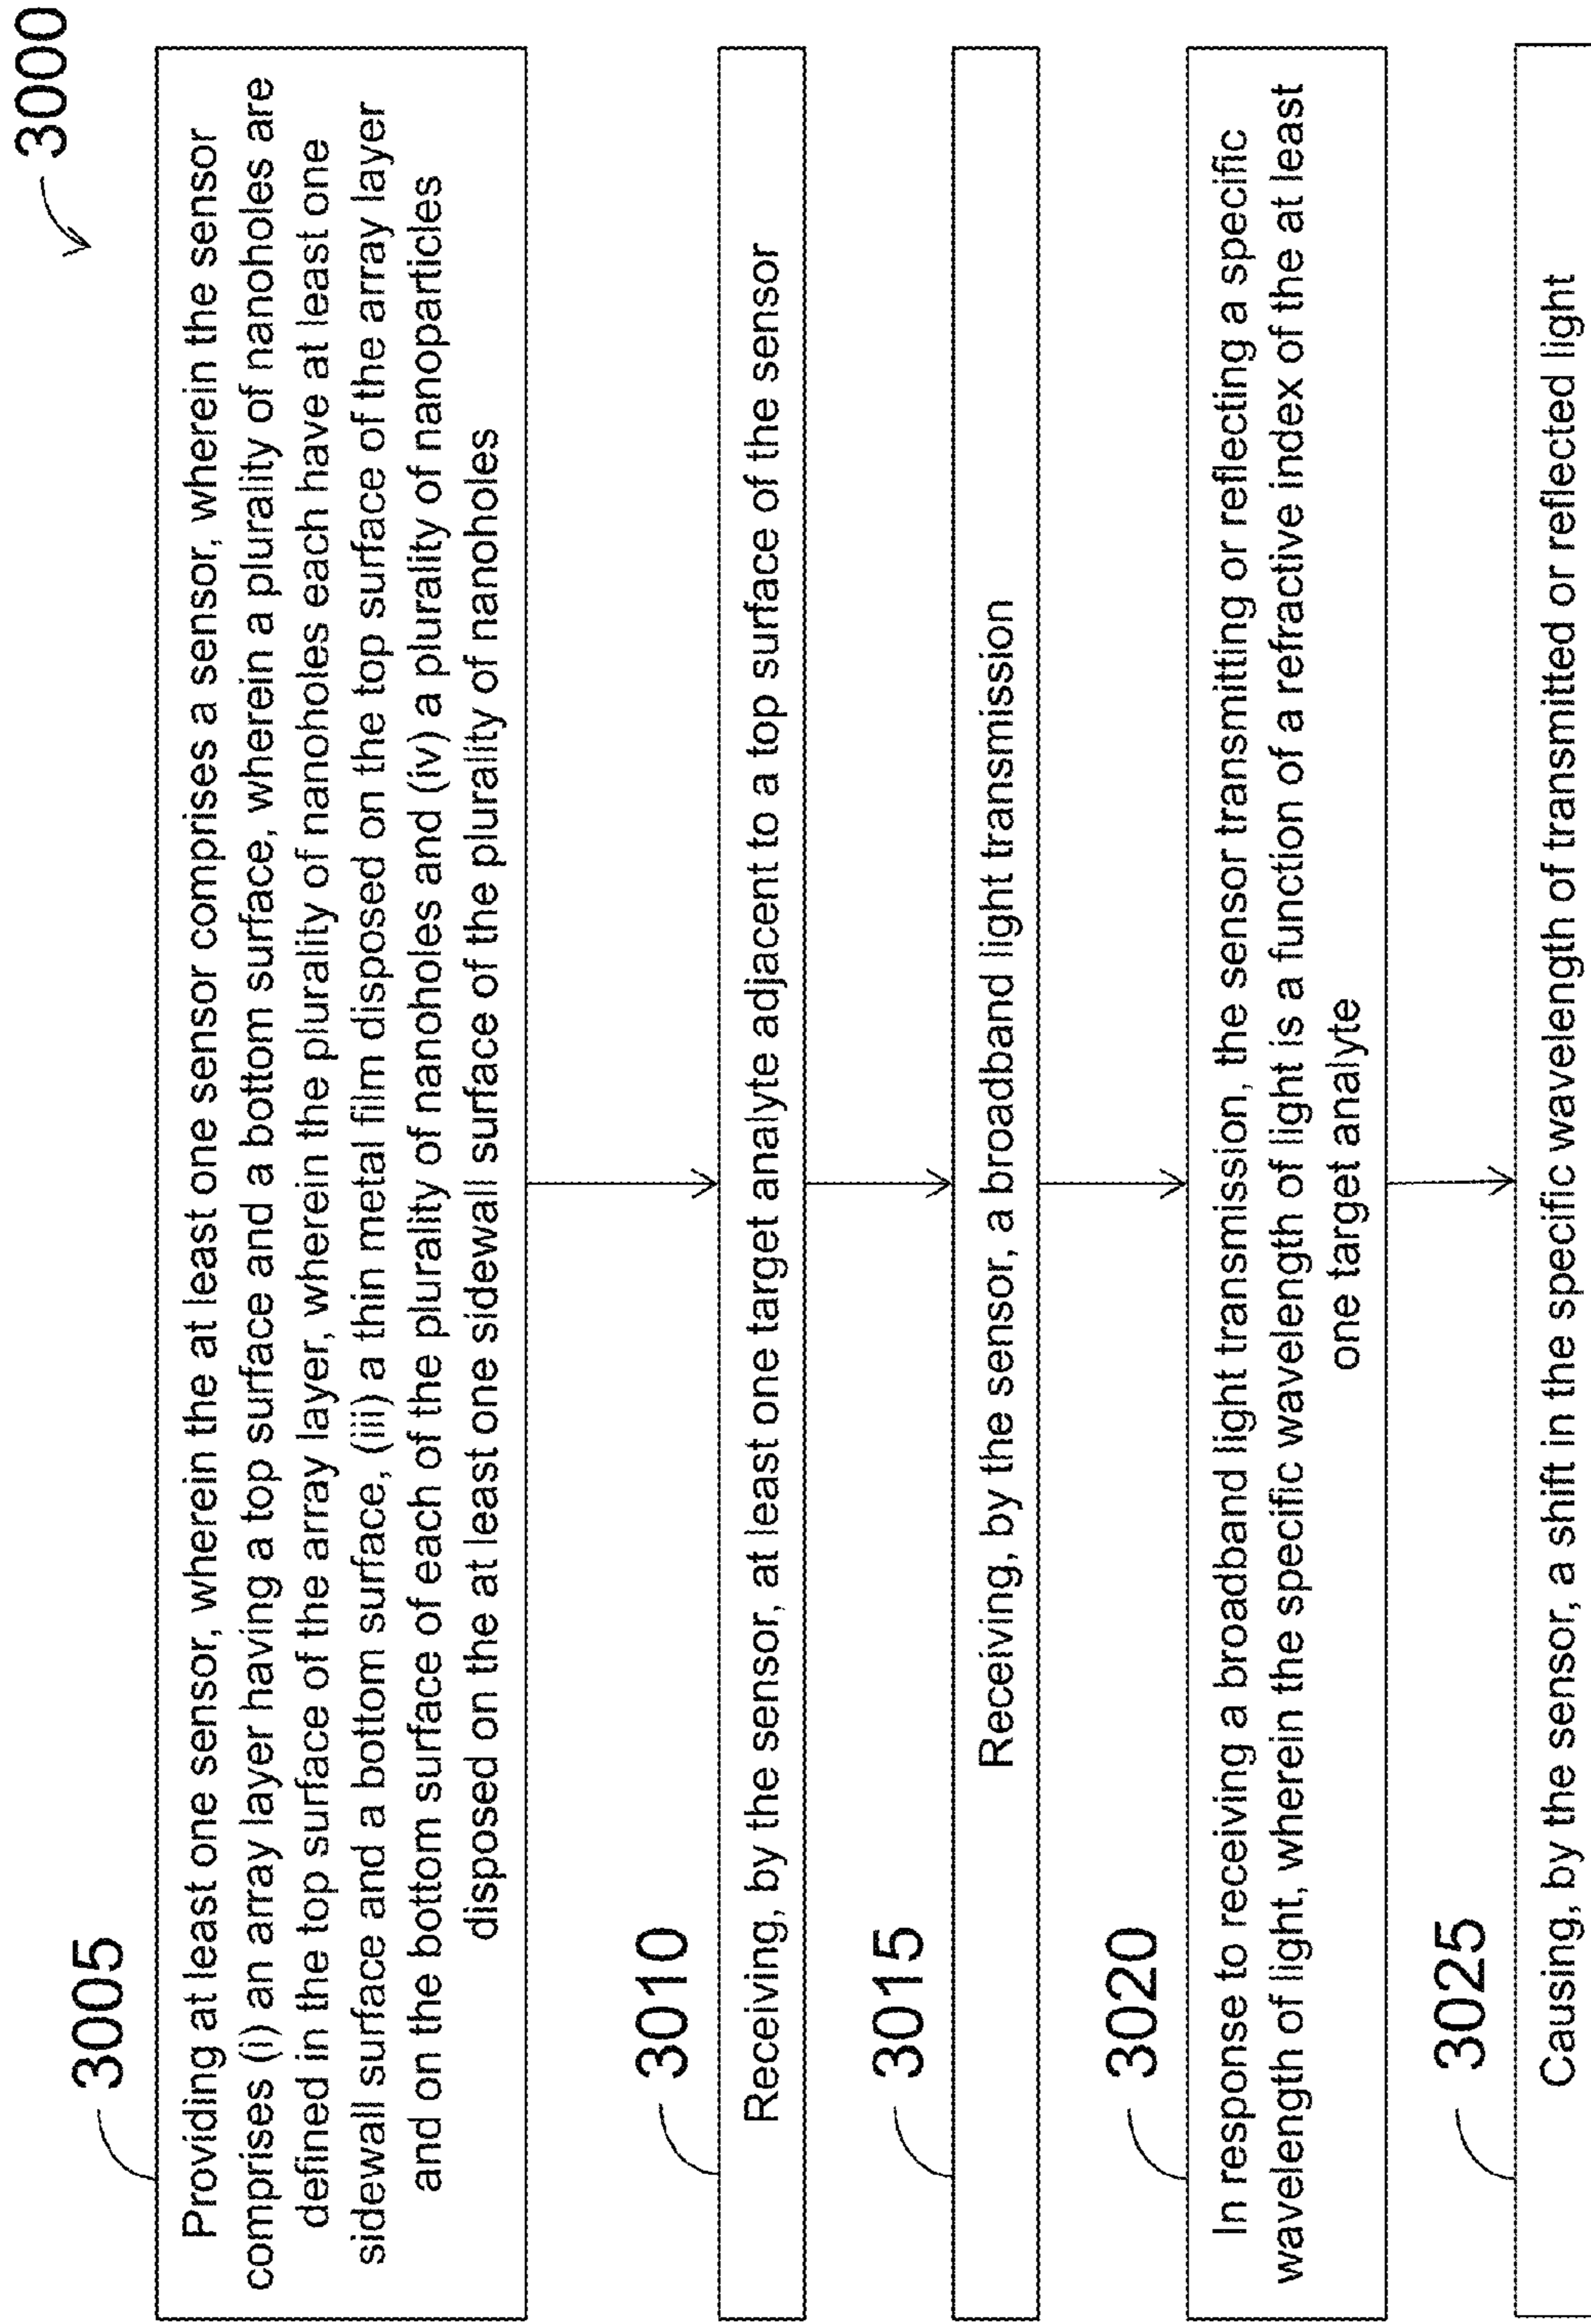 3000
3005
Providing at least one sensor, wherein the at least one sensor comprises a sensor, wherein the sensor
comprises (i) an array layer having a top surface and a bottom surface, wherein a plurality of nanoholes are
defined in the top surface of the array layer, wherein the plurality of nanoholes each have at least one
sidewall surface and a bottom surface, (iii) a thin metal film disposed on the top surface of the array layer
and on the bottom surface of each of the plurality of nanoholes and (iv) a plurality of nanoparticles
disposed on the at least one sidewall surface of the plurality of nanoholes
3010
Receiving, by the sensor, at least one target analyte adjacent to a top surface of the sensor
3015
Receiving, by the sensor, a broadband light transmission
3020
In response to receiving a broadband light transmission, the sensor transmitting or reflecting a specific
wavelength of light, wherein the specific wavelength of light is a function of a refractive index of the at least
one target analyte
3025
Causing, by the sensor, a shift in the specific wavelength of transmitted or reflected light